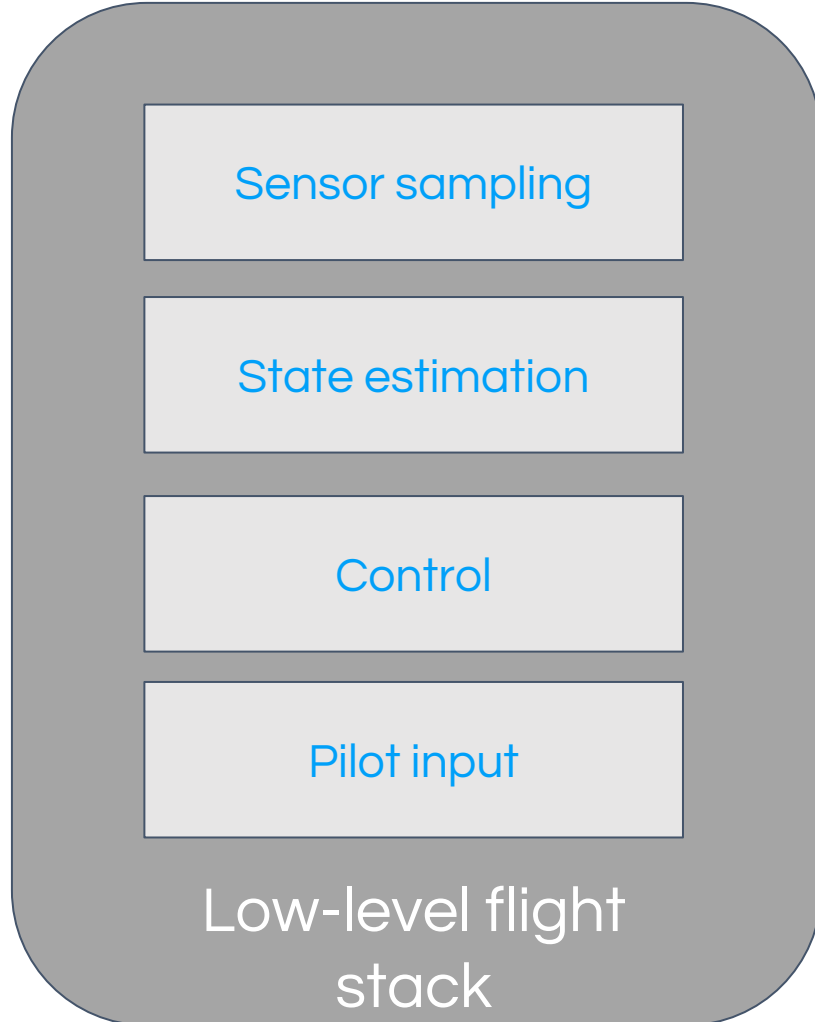 Sensor sampling
State estimation
Control
Pilot input
Low-level flight
stack